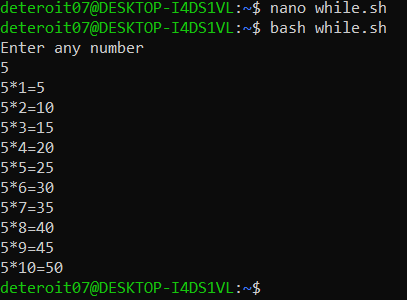 deteroit07@DESKTOP-I4DS1VL:~$ nano while.sh
deteroit07@DESKTOP-I4DS1VL:~$ bash while.sh
Enter any number
5
5*1=5
5*2=10
5*3=15
5*4=20
5*5=25
5*6=30
5*7=35
5*8=40
5*9=45
5*10=50
deteroit07@DESKTOP-I4DS1VL:~$